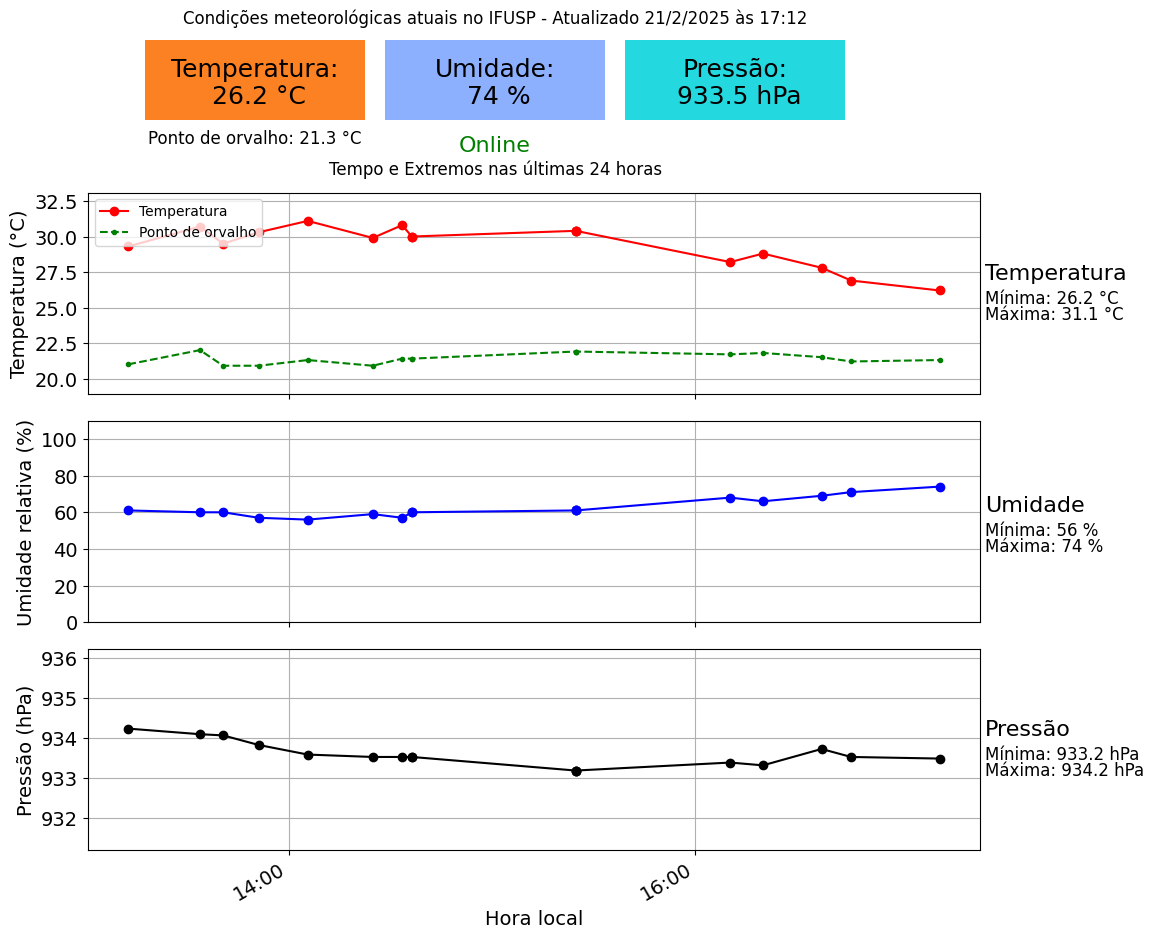 Condições meteorológicas atuais no IFUSP - Atualizado 21/2/2025 às 17:12
Temperatura:
26.2 °C
Umidade:
74 %
Pressão:
933.5 hPa
Ponto de orvalho: 21.3 °C
Online
Tempo e Extremos nas últimas 24 horas
Temperatura (°C)
32.5
30.0
27.5
25.0
22.5
20.0
Temperatura
Ponto de orvalho
Temperatura
Mínima: 26.2 °C
Máxima: 31.1 °C
Umidade relativa (%)
100
80
60
40
20
0
Umidade
Mínima: 56 %
Máxima: 74 %
Pressão (hPa)
936
935
934
933
932
Pressão
Mínima: 933.2 hPa
Máxima: 934.2 hPa
14:00
16:00
Hora local